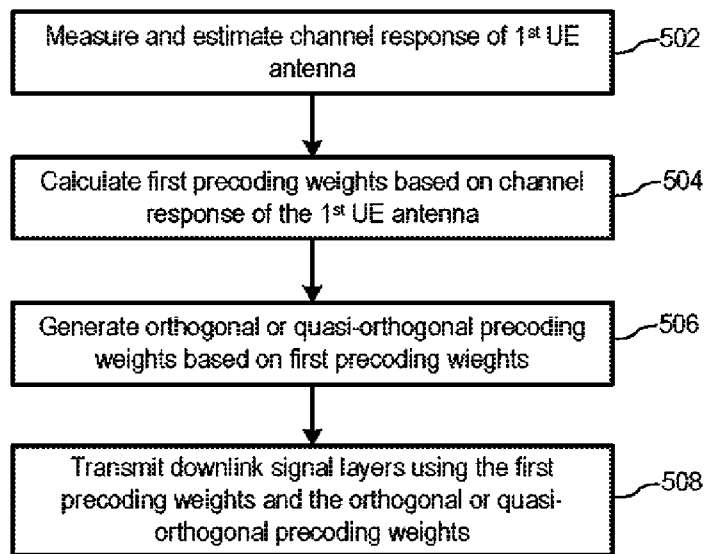 Measure and estimate channel response of 1st UE
antenna
502
Calculate first precoding weights based on channel
response of the 1st UE antenna
504
Generate orthogonal or quasi-orthogonal precoding
weights based on first precoding wieghts
506
Transmit downlink signal layers using the first
precoding weights and the orthogonal or quasi-
orthogonal precoding weights
508